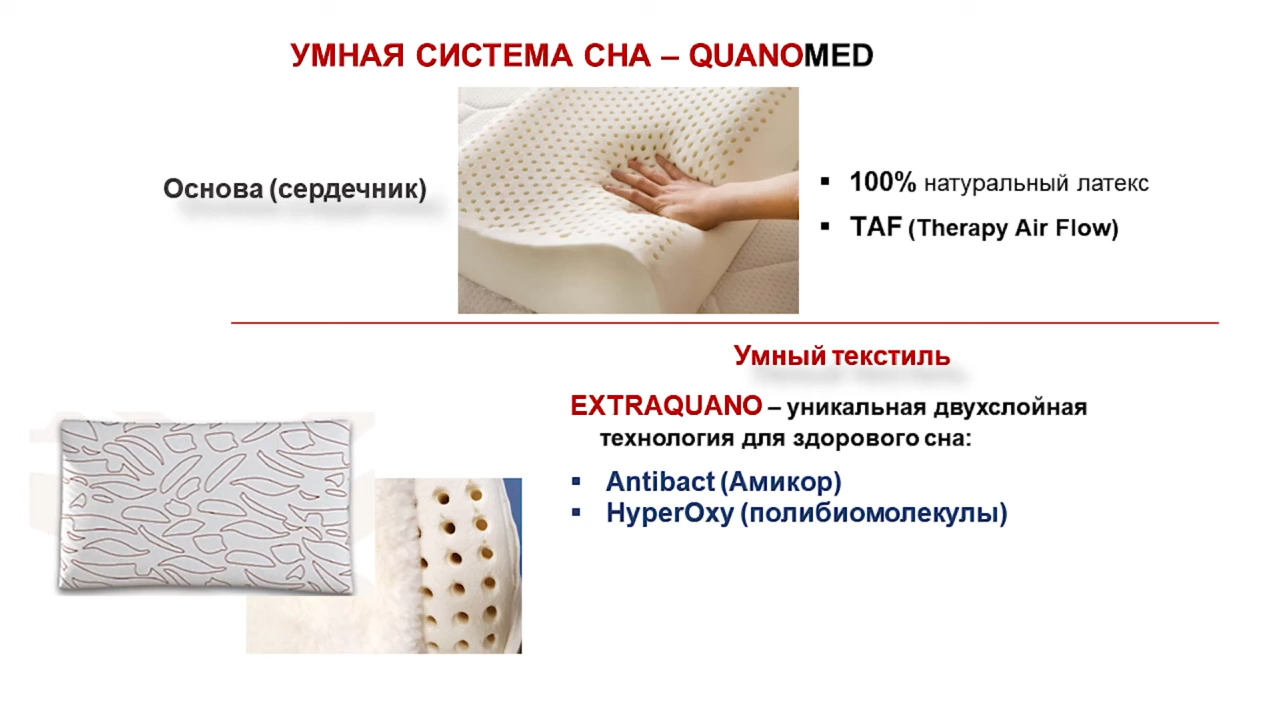 УМНАЯ СИСТЕМА СНА – QUANOMED
Основа (сердечник)
▪ 100% натуральный латекс
▪ TAF (Therapy Air Flow)
Умный текстиль
EXTRAQUANO – уникальная двухслойная
технология для здорового сна:
▪ Antibact (Амикор)
▪ HyperOxy (полибиомолекулы)